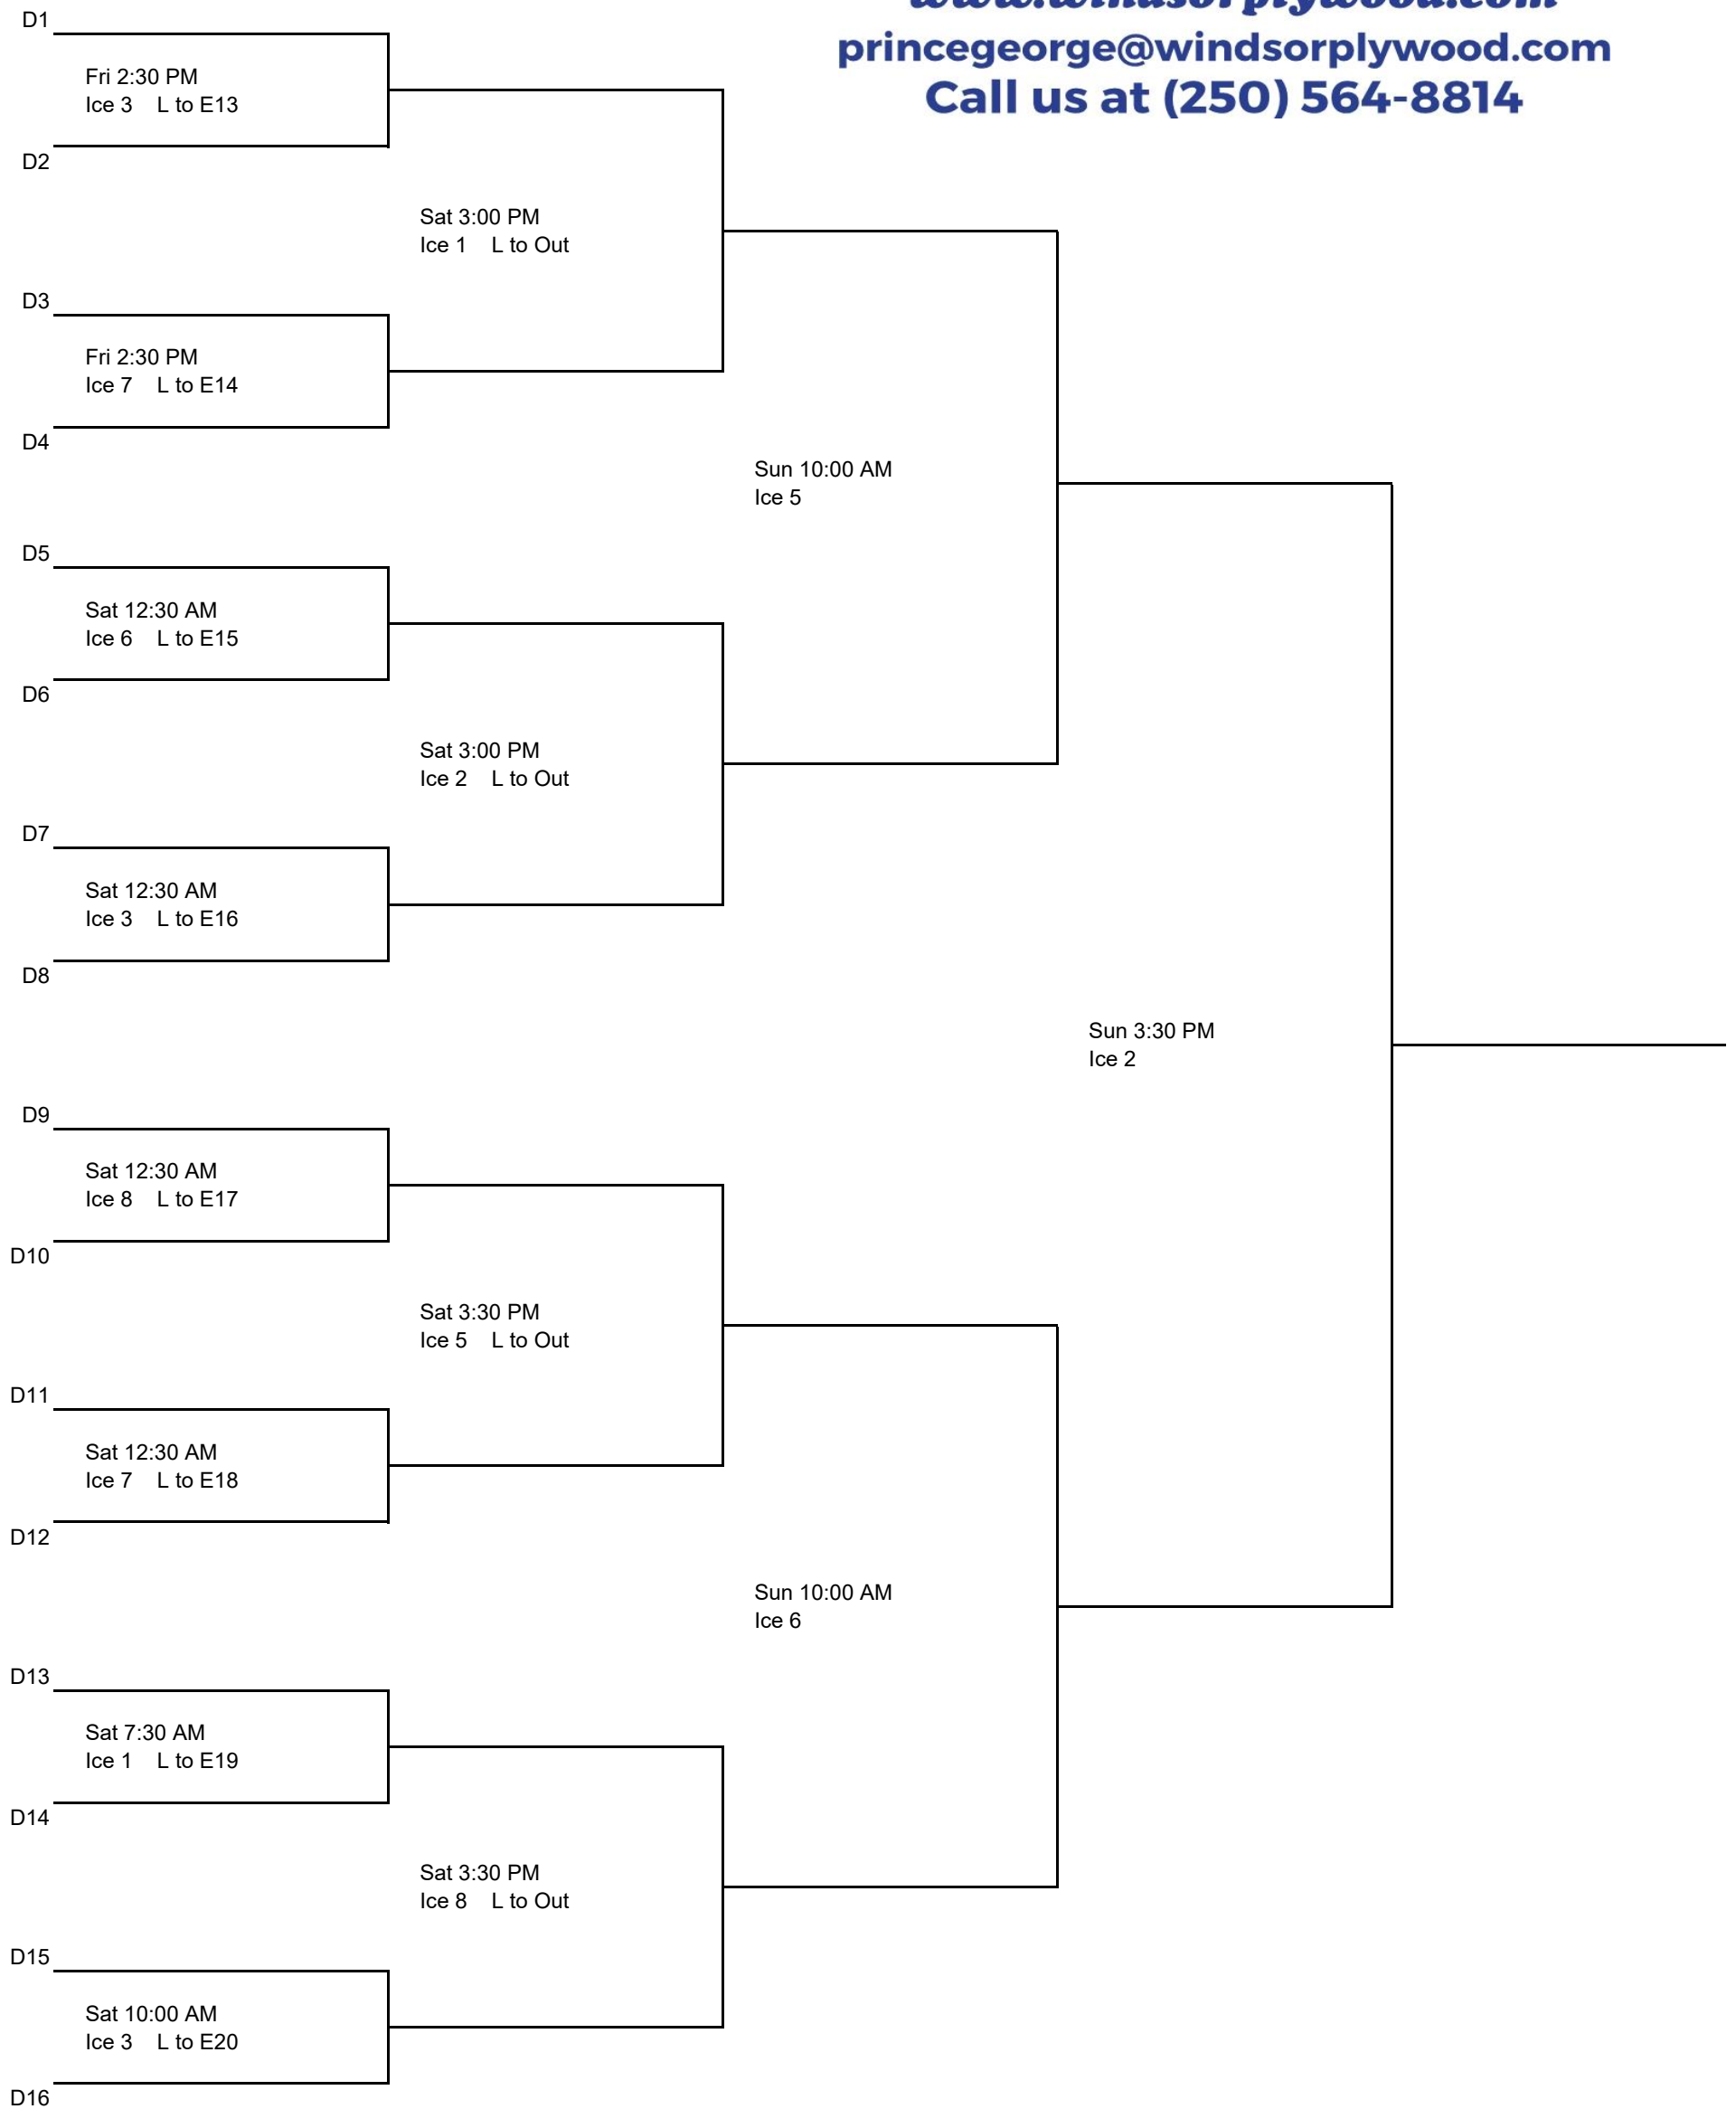 www.windsorplywood.com
princegeorge@windsorplywood.com
Call us at (250) 564-8814
D1
Fri 2:30 PM
Ice 3 L to E13
D2
Sat 3:00 PM
Ice 1 L to Out
D3
Fri 2:30 PM
Ice 7 L to E14
D4
Sun 10:00 AM
Ice 5
D5
Sat 12:30 AM
Ice 6 L to E15
D6
Sat 3:00 PM
Ice 2 L to Out
D7
Sat 12:30 AM
Ice 3 L to E16
D8
Sun 3:30 PM
Ice 2
D9
Sat 12:30 AM
Ice 8 L to E17
D10
Sat 3:30 PM
Ice 5 L to Out
D11
Sat 12:30 AM
Ice 7 L to E18
D12
Sun 10:00 AM
Ice 6
D13
Sat 7:30 AM
Ice 1 L to E19
D14
Sat 3:30 PM
Ice 8 L to Out
D15
Sat 10:00 AM
Ice 3 L to E20
D16